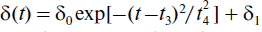 δ(t) = δ₀ exp[−(t−t₃)²/t₄²] + δ₁